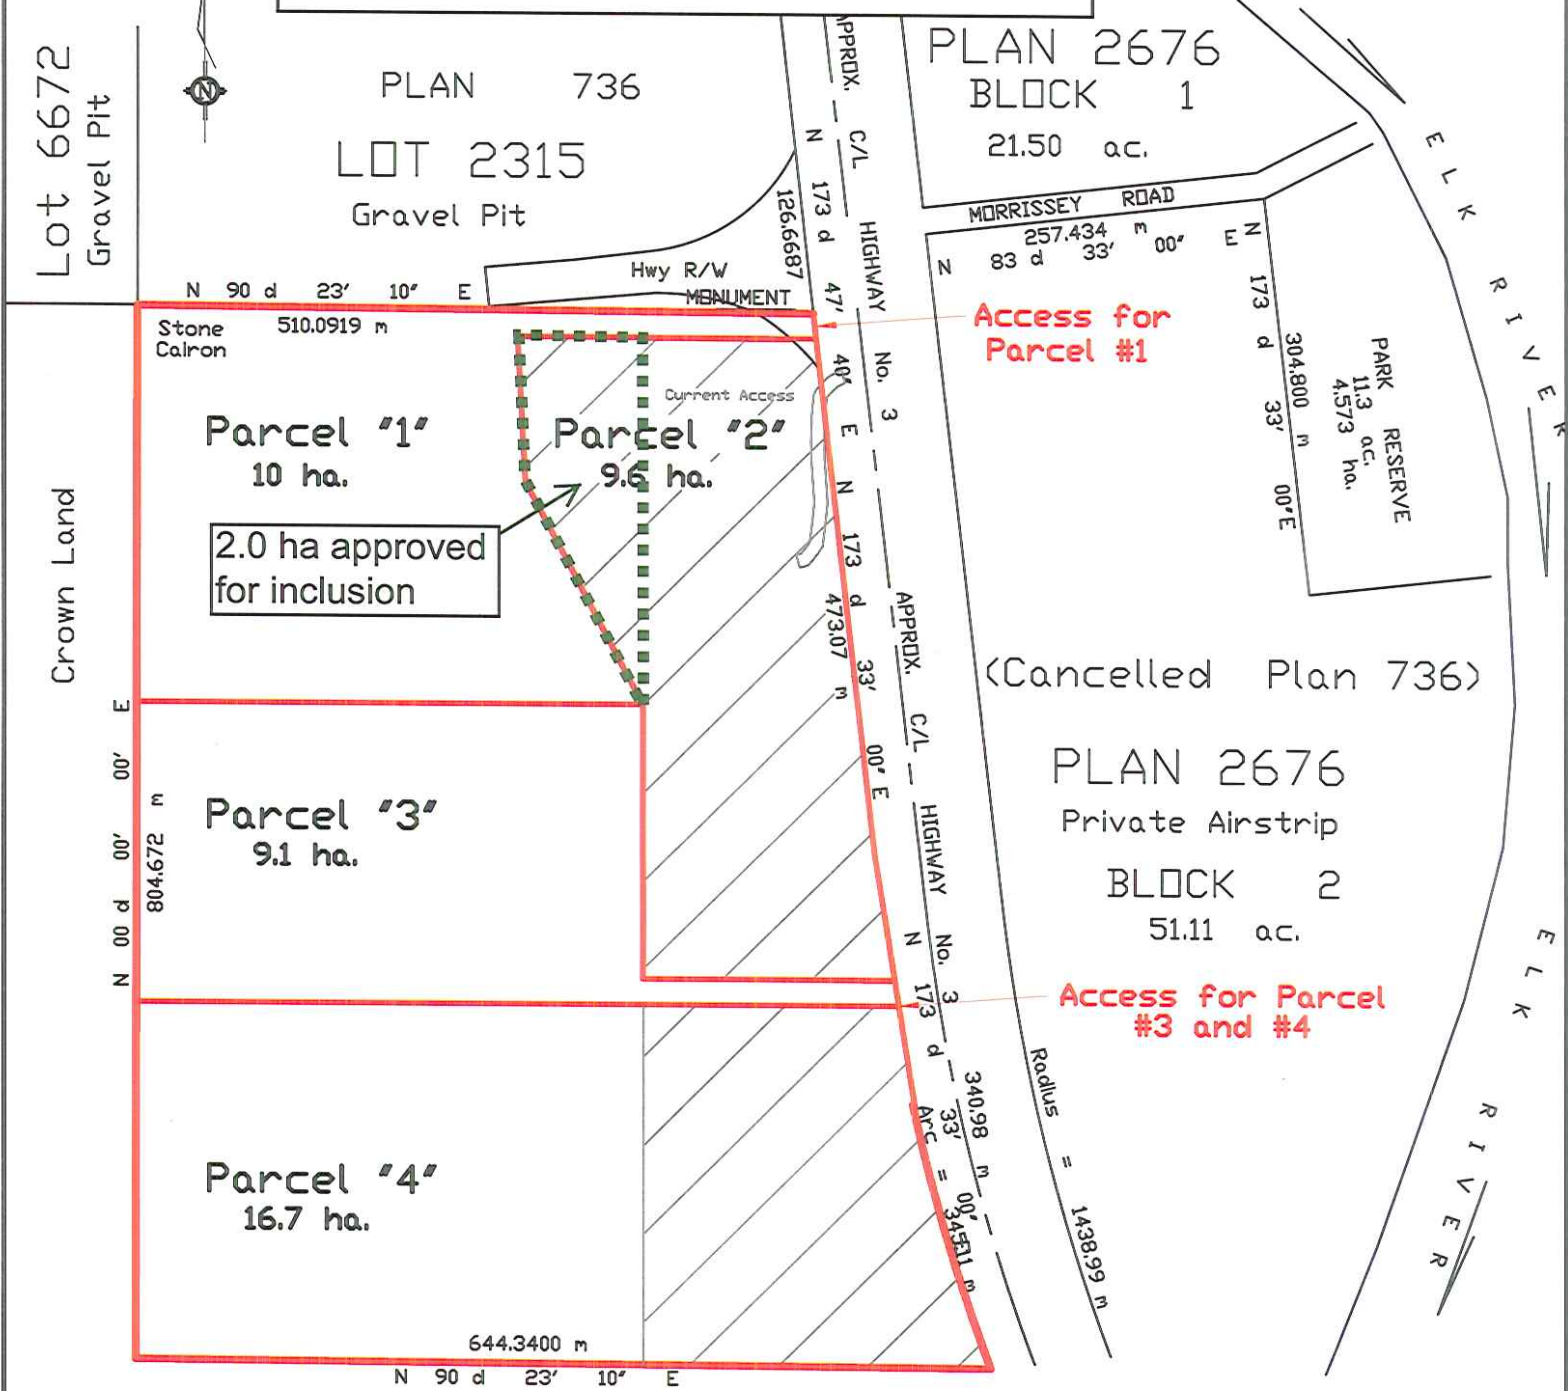 Lot 6672
Gravel Pit
N
PLAN 736
LOT 2315
Gravel Pit
Hwy R/W
MONUMENT
N 90 d 23' 10" E
510.0919 m
Stone
Cairon
APPROX. C/L HIGHWAY No. 3
N 173 d 47' 40" E
126.6687
PLAN 2676
BLOCK 1
21.50 ac.
MORRISSEY ROAD
257.434 m
N 83 d 33' 00" E
N 173 d 33' 00"E
304.800 m
PARK RESERVE
11.3 ac.
4.573 ha.
ELK RIVER
Access for
Parcel #1
Current Access
Parcel "1"
10 ha.
Parcel "2"
9.6 ha.
2.0 ha approved
for inclusion
Crown Land
N 173 d 33' 00" E
473.07 m
APPROX. C/L HIGHWAY No. 3
(Cancelled Plan 736)
PLAN 2676
Private Airstrip
BLOCK 2
51.11 ac.
N 00 d 00' 00' E
804.672 m
Parcel "3"
9.1 ha.
Access for Parcel
#3 and #4
ELK RIVER
N 173 d 33' 00"
340.98 m
Arc = m
Radius = 1438.99 m
Parcel "4"
16.7 ha.
644.3400 m
N 90 d 23' 10" E